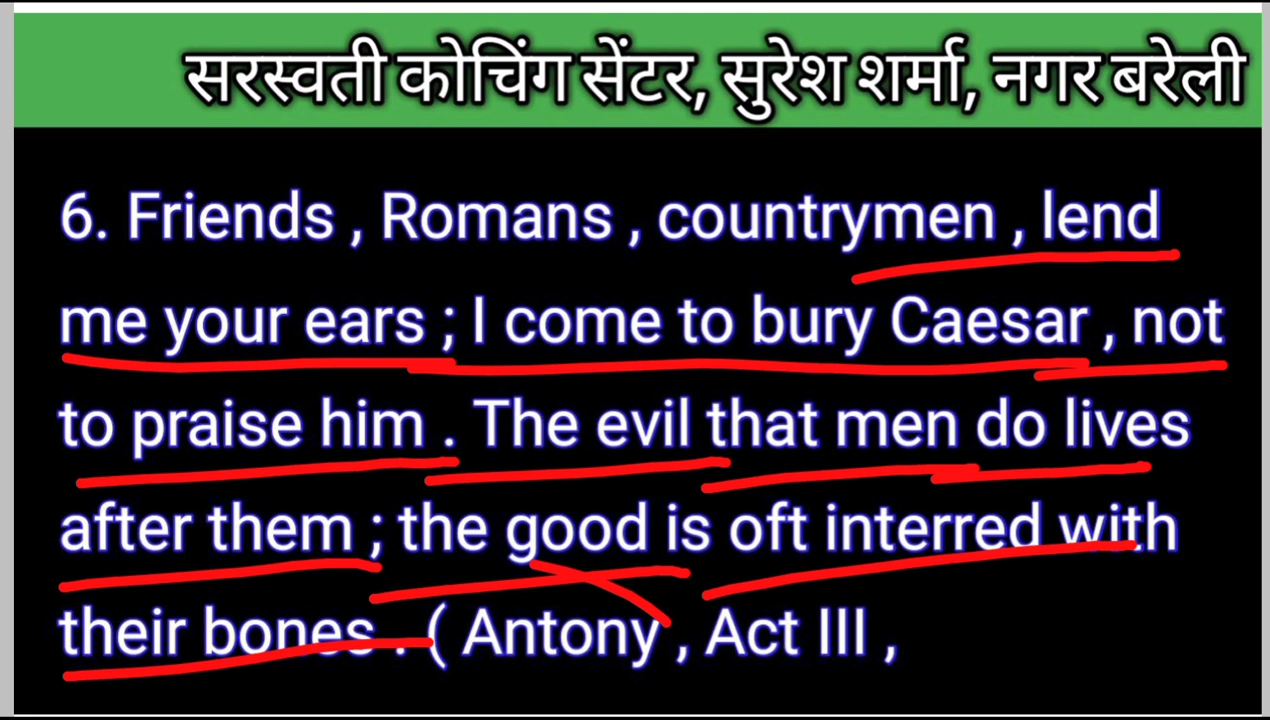 सरस्वती कोचिंग सेंटर, सुरेश शर्मा, नगर बरेली
6. Friends , Romans , countrymen , lend
me your ears ; I come to bury Caesar , not
to praise him . The evil that men do lives
after them ; the good is oft interred with
their bones . ( Antony , Act III ,